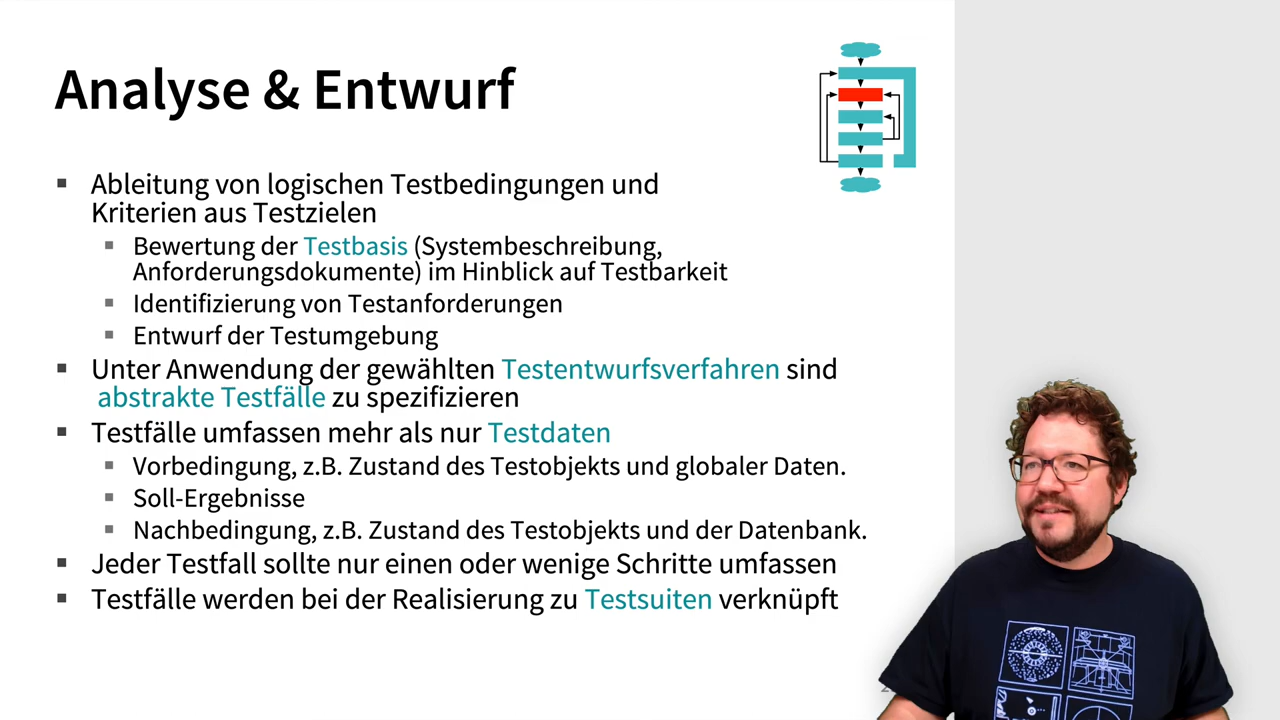 Analyse & Entwurf
▪ Ableitung von logischen Testbedingungen und
Kriterien aus Testzielen
▪ Bewertung der Testbasis (Systembeschreibung,
Anforderungsdokumente) im Hinblick auf Testbarkeit
▪ Identifizierung von Testanforderungen
▪ Entwurf der Testumgebung
▪ Unter Anwendung der gewählten Testentwurfsverfahren sind
abstrakte Testfälle zu spezifizieren
▪ Testfälle umfassen mehr als nur Testdaten
▪ Vorbedingung, z.B. Zustand des Testobjekts und globaler Daten.
▪ Soll-Ergebnisse
▪ Nachbedingung, z.B. Zustand des Testobjekts und der Datenbank.
▪ Jeder Testfall sollte nur einen oder wenige Schritte umfassen
▪ Testfälle werden bei der Realisierung zu Testsuiten verknüpft